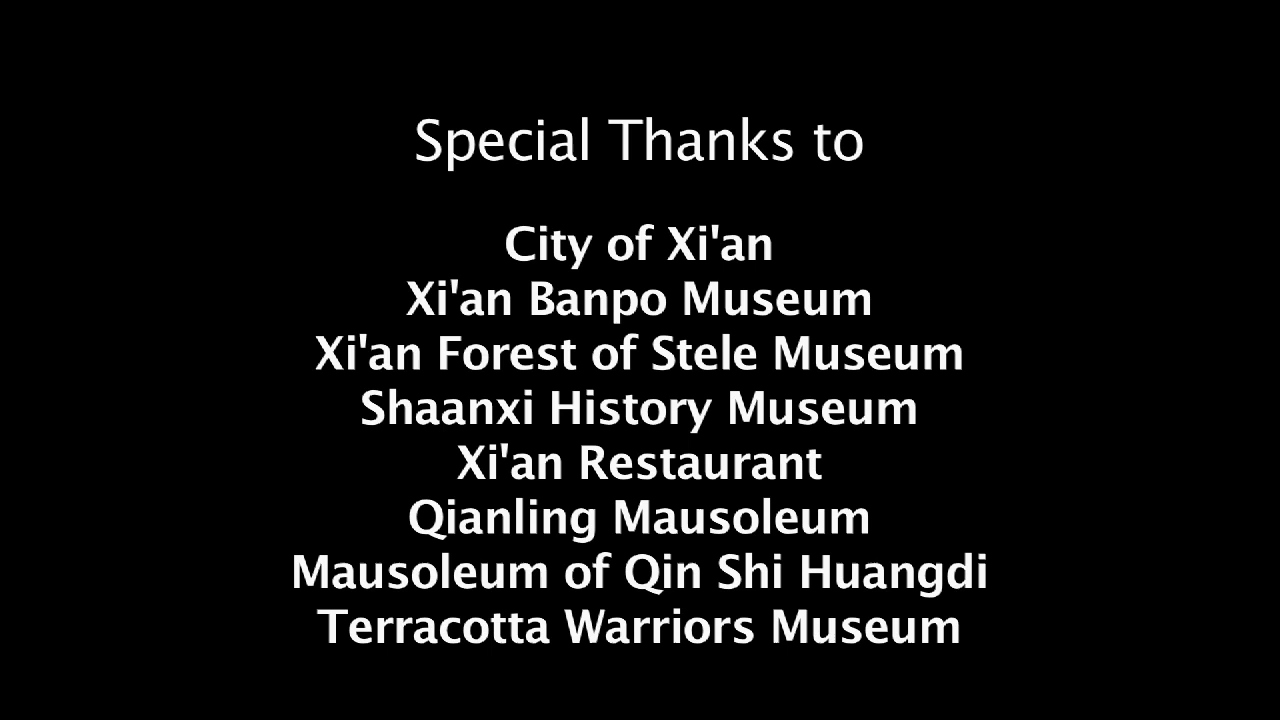 Special Thanks to
City of Xi'an
Xi'an Banpo Museum
Xi'an Forest of Stele Museum
Shaanxi History Museum
Xi'an Restaurant
Qianling Mausoleum
Mausoleum of Qin Shi Huangdi
Terracotta Warriors Museum